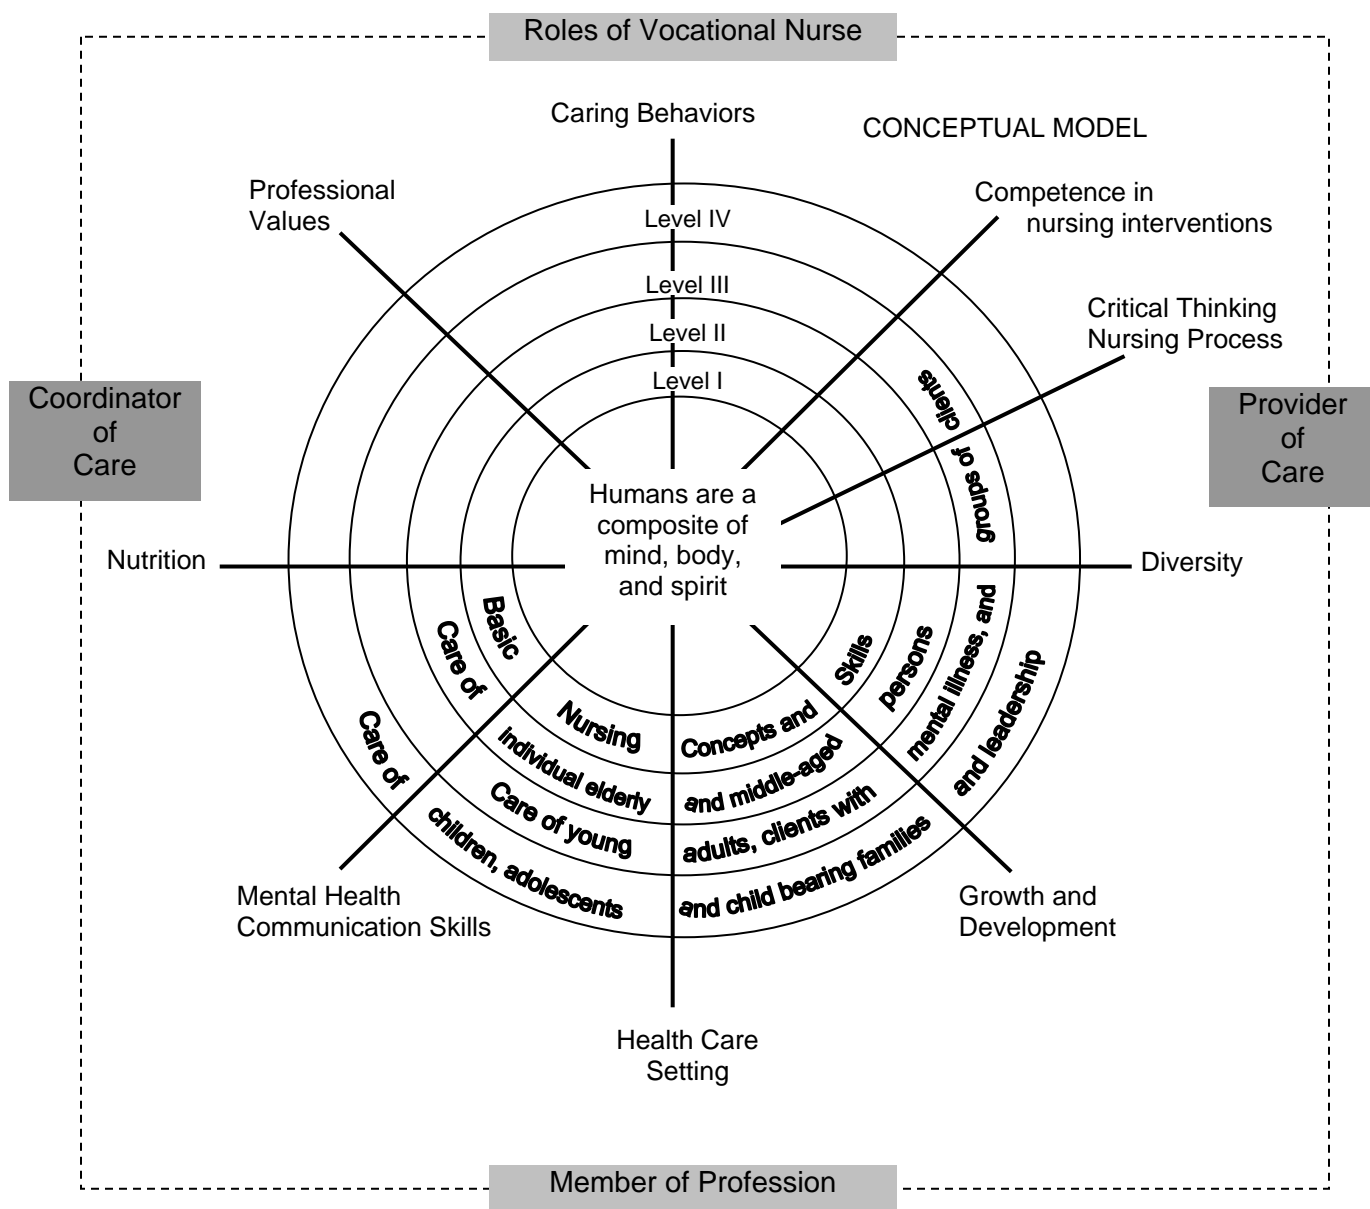 Roles of Vocational Nurse
Caring Behaviors
CONCEPTUAL MODEL
Professional
Values
Competence in
nursing interventions
Critical Thinking
Nursing Process
Level IV
Level III
Level II
Level I
Coordinator
of
Care
Provider
of
Care
Humans are a
composite of
mind, body,
and spirit
Nutrition
Diversity
Basic Nursing Concepts and Skills
Care of individual elderly and middle-aged persons
Care of young adults, clients with mental illness, and groups of clients
Care of children, adolescents and child bearing families and leadership
Mental Health
Communication Skills
Growth and
Development
Health Care
Setting
Member of Profession